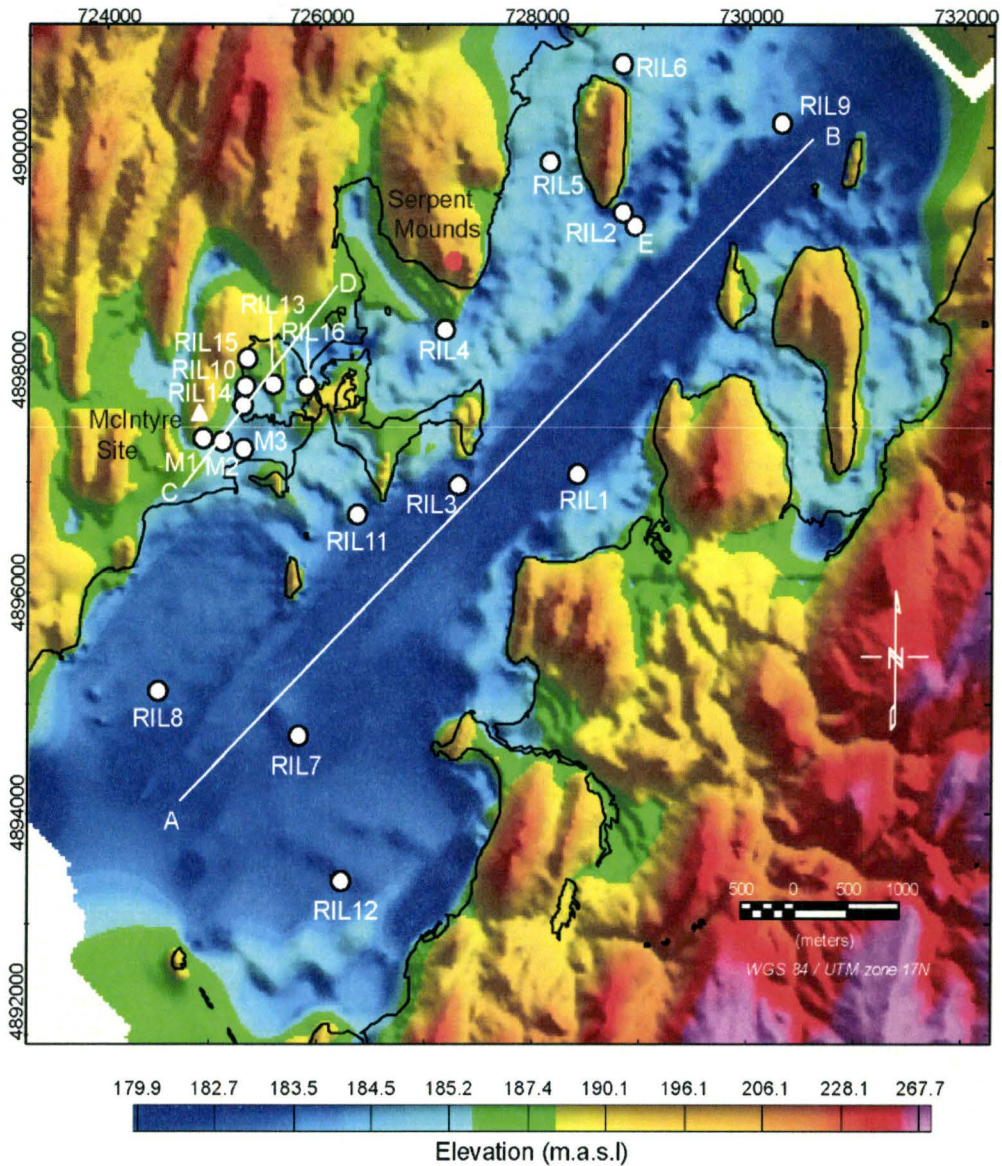 724000 726000 728000 730000 732000
RIL6
RIL9
4900000
B
RIL5
Serpent
Mounds
RIL2
E
D
RIL13
RIL16
RIL15
RIL4
4898000
RIL10
RIL14
McIntyre
Site
M3
M1
M2
C
RIL3
RIL1
RIL11
4896000
N
RIL8
RIL7
4894000
A
RIL12
500 0 500 1000
(meters)
WGS 84 / UTM zone 17N
4892000
179.9 182.7 183.5 184.5 185.2 187.4 190.1 196.1 206.1 228.1 267.7
Elevation (m.a.s.l)